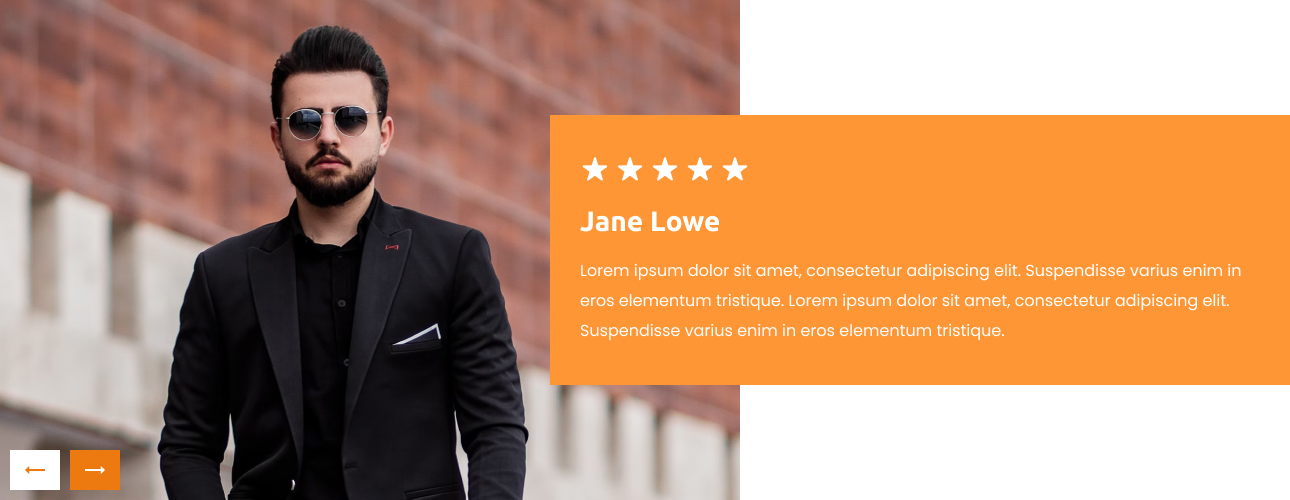 Jane Lowe
Lorem ipsum dolor sit amet, consectetur adipiscing elit. Suspendisse varius enim in
eros elementum tristique. Lorem ipsum dolor sit amet, consectetur adipiscing elit.
Suspendisse varius enim in eros elementum tristique.